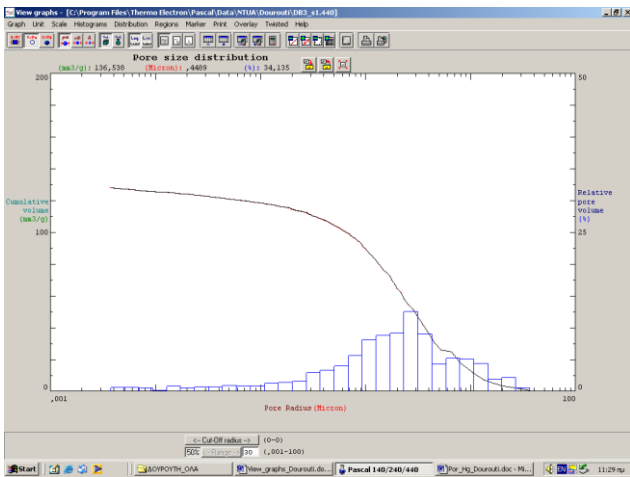 View graphs - [C:\Program Files\Thermo Electron\Pascal\Data\NTUA\Dourouti\DB3_s1.440]
Graph Unit Scale Histograms Distribution Regions Marker Print Overlay Twisted Help
Pore size distribution
(mm3/g): 136,538 (Micron): ,4489 (%): 34,135
200
50
Cumulative volume (mm3/g)
Relative pore volume (%)
100
25
0
0
,001
100
Pore Radius(Micron)
<- Cut-Off radius -> (0-0)
50% <-Range-> 30 (,001-100)
Start ΔΟΥΡΟΥΤΗ_ΟΛΑ View_graphs_Dourouti.do... Pascal 140/240/440 Por_Hg_Dourouti.doc - Mi... EN 11:29 πμ